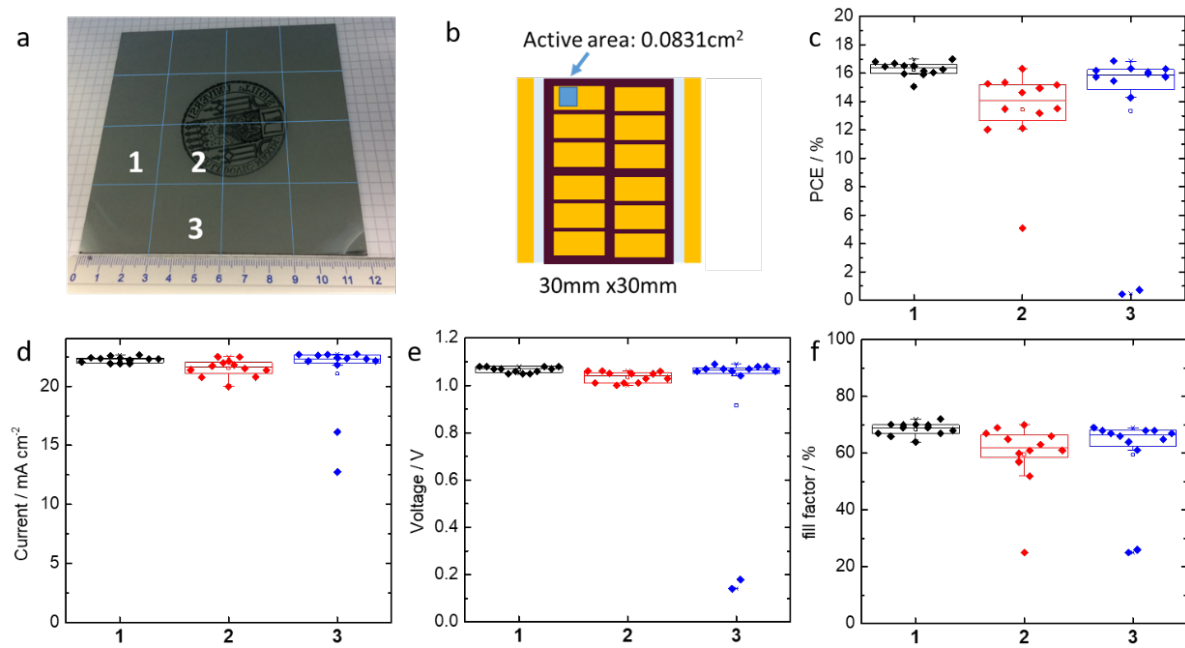 a
1
2
3
0 1 2 3 4 5 6 7 8 9 10 11 12
b
Active area: 0.0831cm²
30mm x30mm
c
PCE / %
20
18
16
14
12
10
8
6
4
2
0
1 2 3
d
Current / mA cm⁻²
20
15
10
5
0
1 2 3
e
Voltage / V
1.2
1.0
0.8
0.6
0.4
0.2
0.0
1 2 3
f
fill factor / %
100
80
60
40
20
0
1 2 3